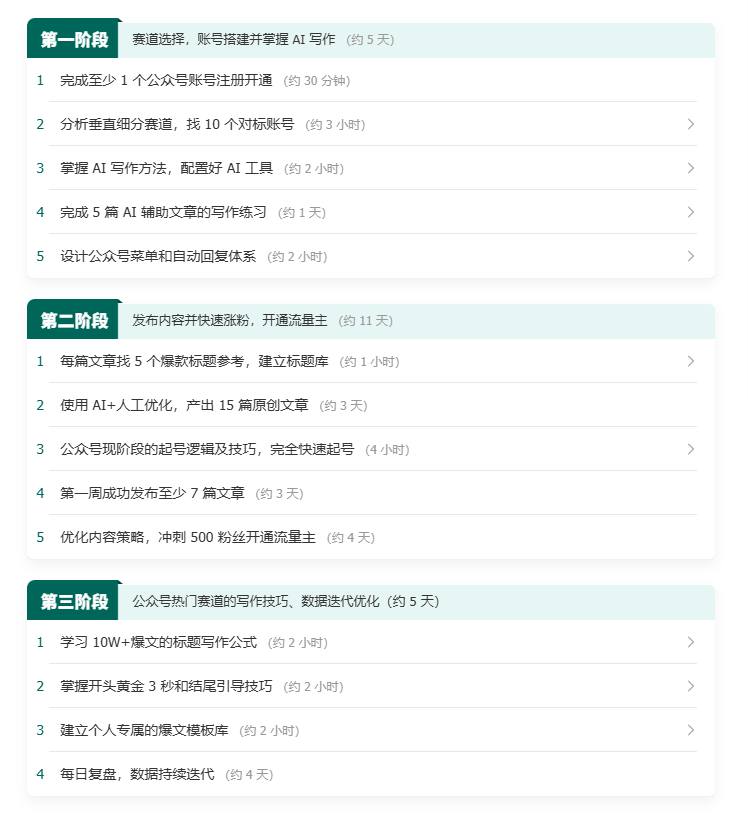 第一阶段 赛道选择，账号搭建并掌握 AI 写作 (约 5 天)
1 完成至少 1 个公众号账号注册开通 (约 30 分钟)
2 分析垂直细分赛道，找 10 个对标账号 (约 3 小时)
3 掌握 AI 写作方法，配置好 AI 工具 (约 2 小时)
4 完成 5 篇 AI 辅助文章的写作练习 (约 1 天)
5 设计公众号菜单和自动回复体系 (约 2 小时)
第二阶段 发布内容并快速涨粉，开通流量主 (约 11 天)
1 每篇文章找 5 个爆款标题参考，建立标题库 (约 1 小时)
2 使用 AI+人工优化，产出 15 篇原创文章 (约 3 天)
3 公众号现阶段的起号逻辑及技巧，完全快速起号 (4 小时)
4 第一周成功发布至少 7 篇文章 (约 3 天)
5 优化内容策略，冲刺 500 粉丝开通流量主 (约 4 天)
第三阶段 公众号热门赛道的写作技巧、数据迭代优化（约 5 天）
1 学习 10W+爆文的标题写作公式 (约 2 小时)
2 掌握开头黄金 3 秒和结尾引导技巧 (约 2 小时)
3 建立个人专属的爆文模板库 (约 2 小时)
4 每日复盘，数据持续迭代 (约 4 天)